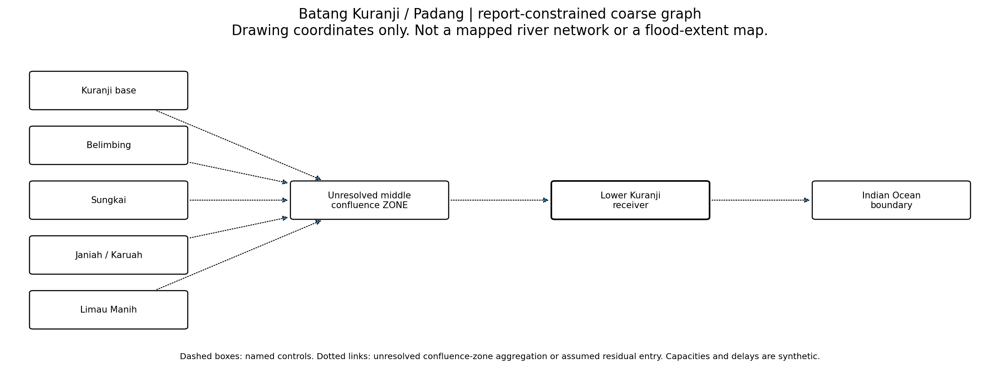 Batang Kuranji / Padang | report-constrained coarse graph
Drawing coordinates only. Not a mapped river network or a flood-extent map.
Kuranji base
Belimbing
Sungkai
Janiah / Karuah
Limau Manih
Unresolved middle
confluence ZONE
Lower Kuranji
receiver
Indian Ocean
boundary
Dashed boxes: named controls. Dotted links: unresolved confluence-zone aggregation or assumed residual entry. Capacities and delays are synthetic.